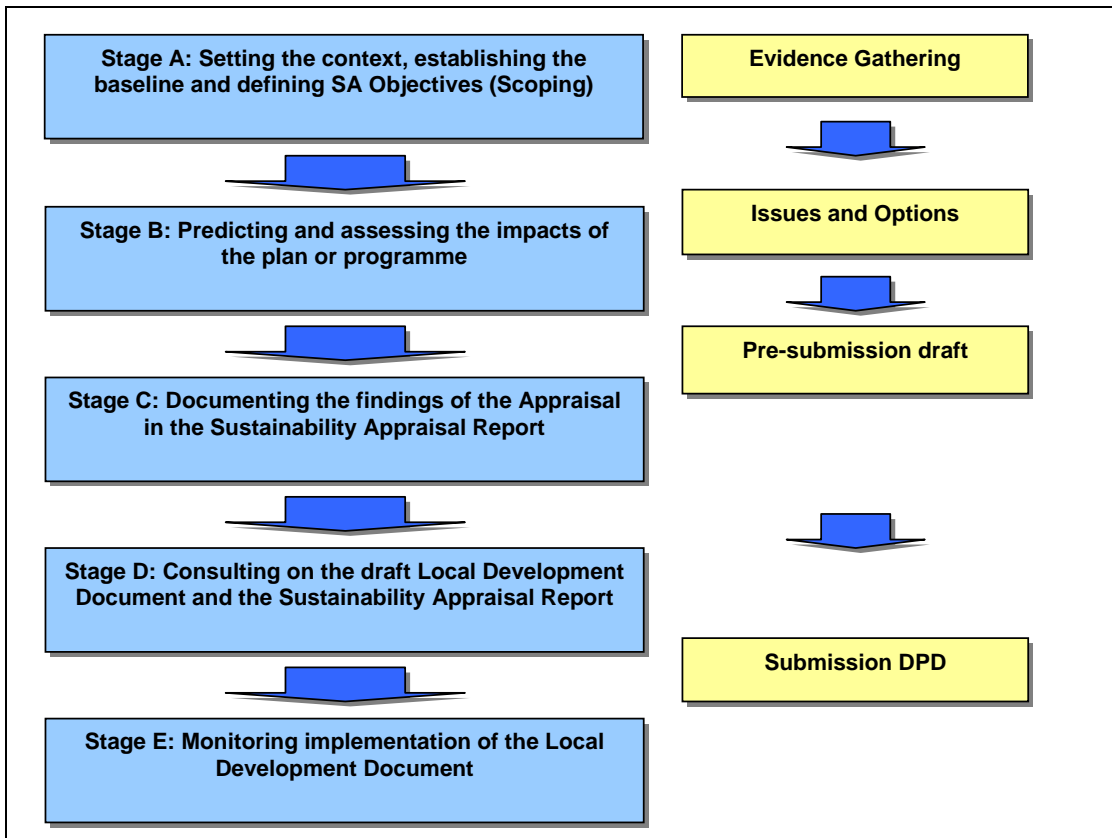 Stage A: Setting the context, establishing the
baseline and defining SA Objectives (Scoping)
Evidence Gathering
Stage B: Predicting and assessing the impacts of
the plan or programme
Issues and Options
Pre-submission draft
Stage C: Documenting the findings of the Appraisal
in the Sustainability Appraisal Report
Stage D: Consulting on the draft Local Development
Document and the Sustainability Appraisal Report
Submission DPD
Stage E: Monitoring implementation of the Local
Development Document